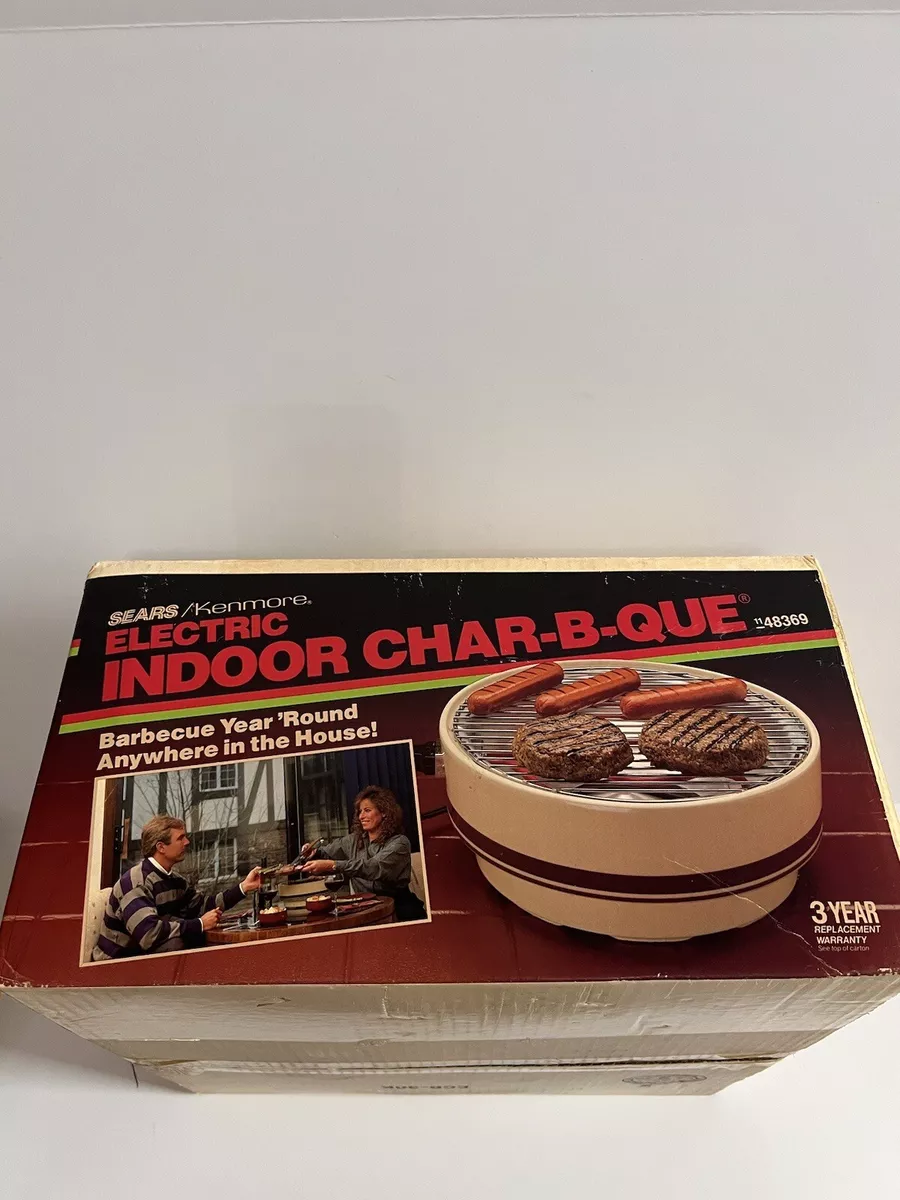 SEARS /Kenmore®
ELECTRIC
INDOOR CHAR-B-QUE®
11 48369
Barbecue Year 'Round
Anywhere in the House!
3 YEAR
REPLACEMENT
WARRANTY
See top of carton